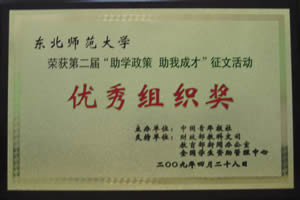 东北师范大学
荣获第二届“助学政策 助我成才”征文活动
优秀组织奖
主办单位：中国青年报社
支持单位：财政部教科文司
教育部新闻办公室
全国学生资助管理中心
二〇〇九年四月二十八日